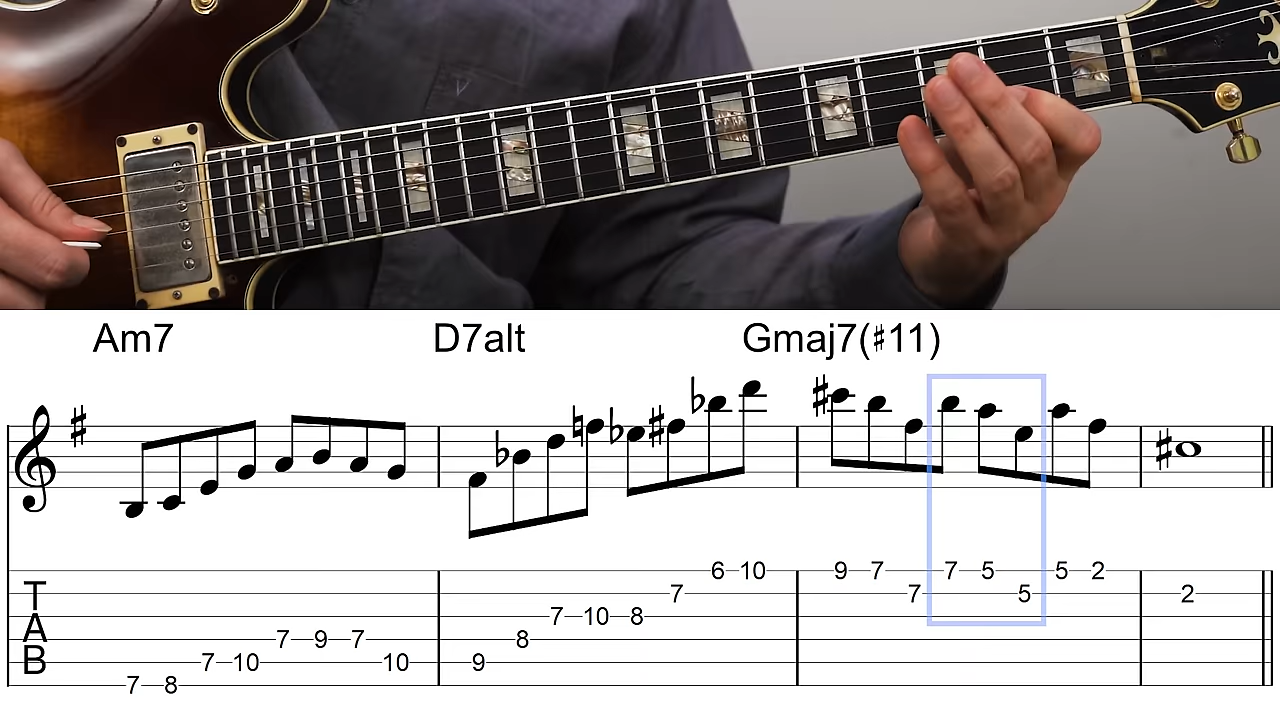 Am7 D7alt Gmaj7(♯11)
9 7 7 5 5 2
6 10
T 7 7 5 2
A 7 10 8
7 9 7 8
B 7 10 10 9
7 8